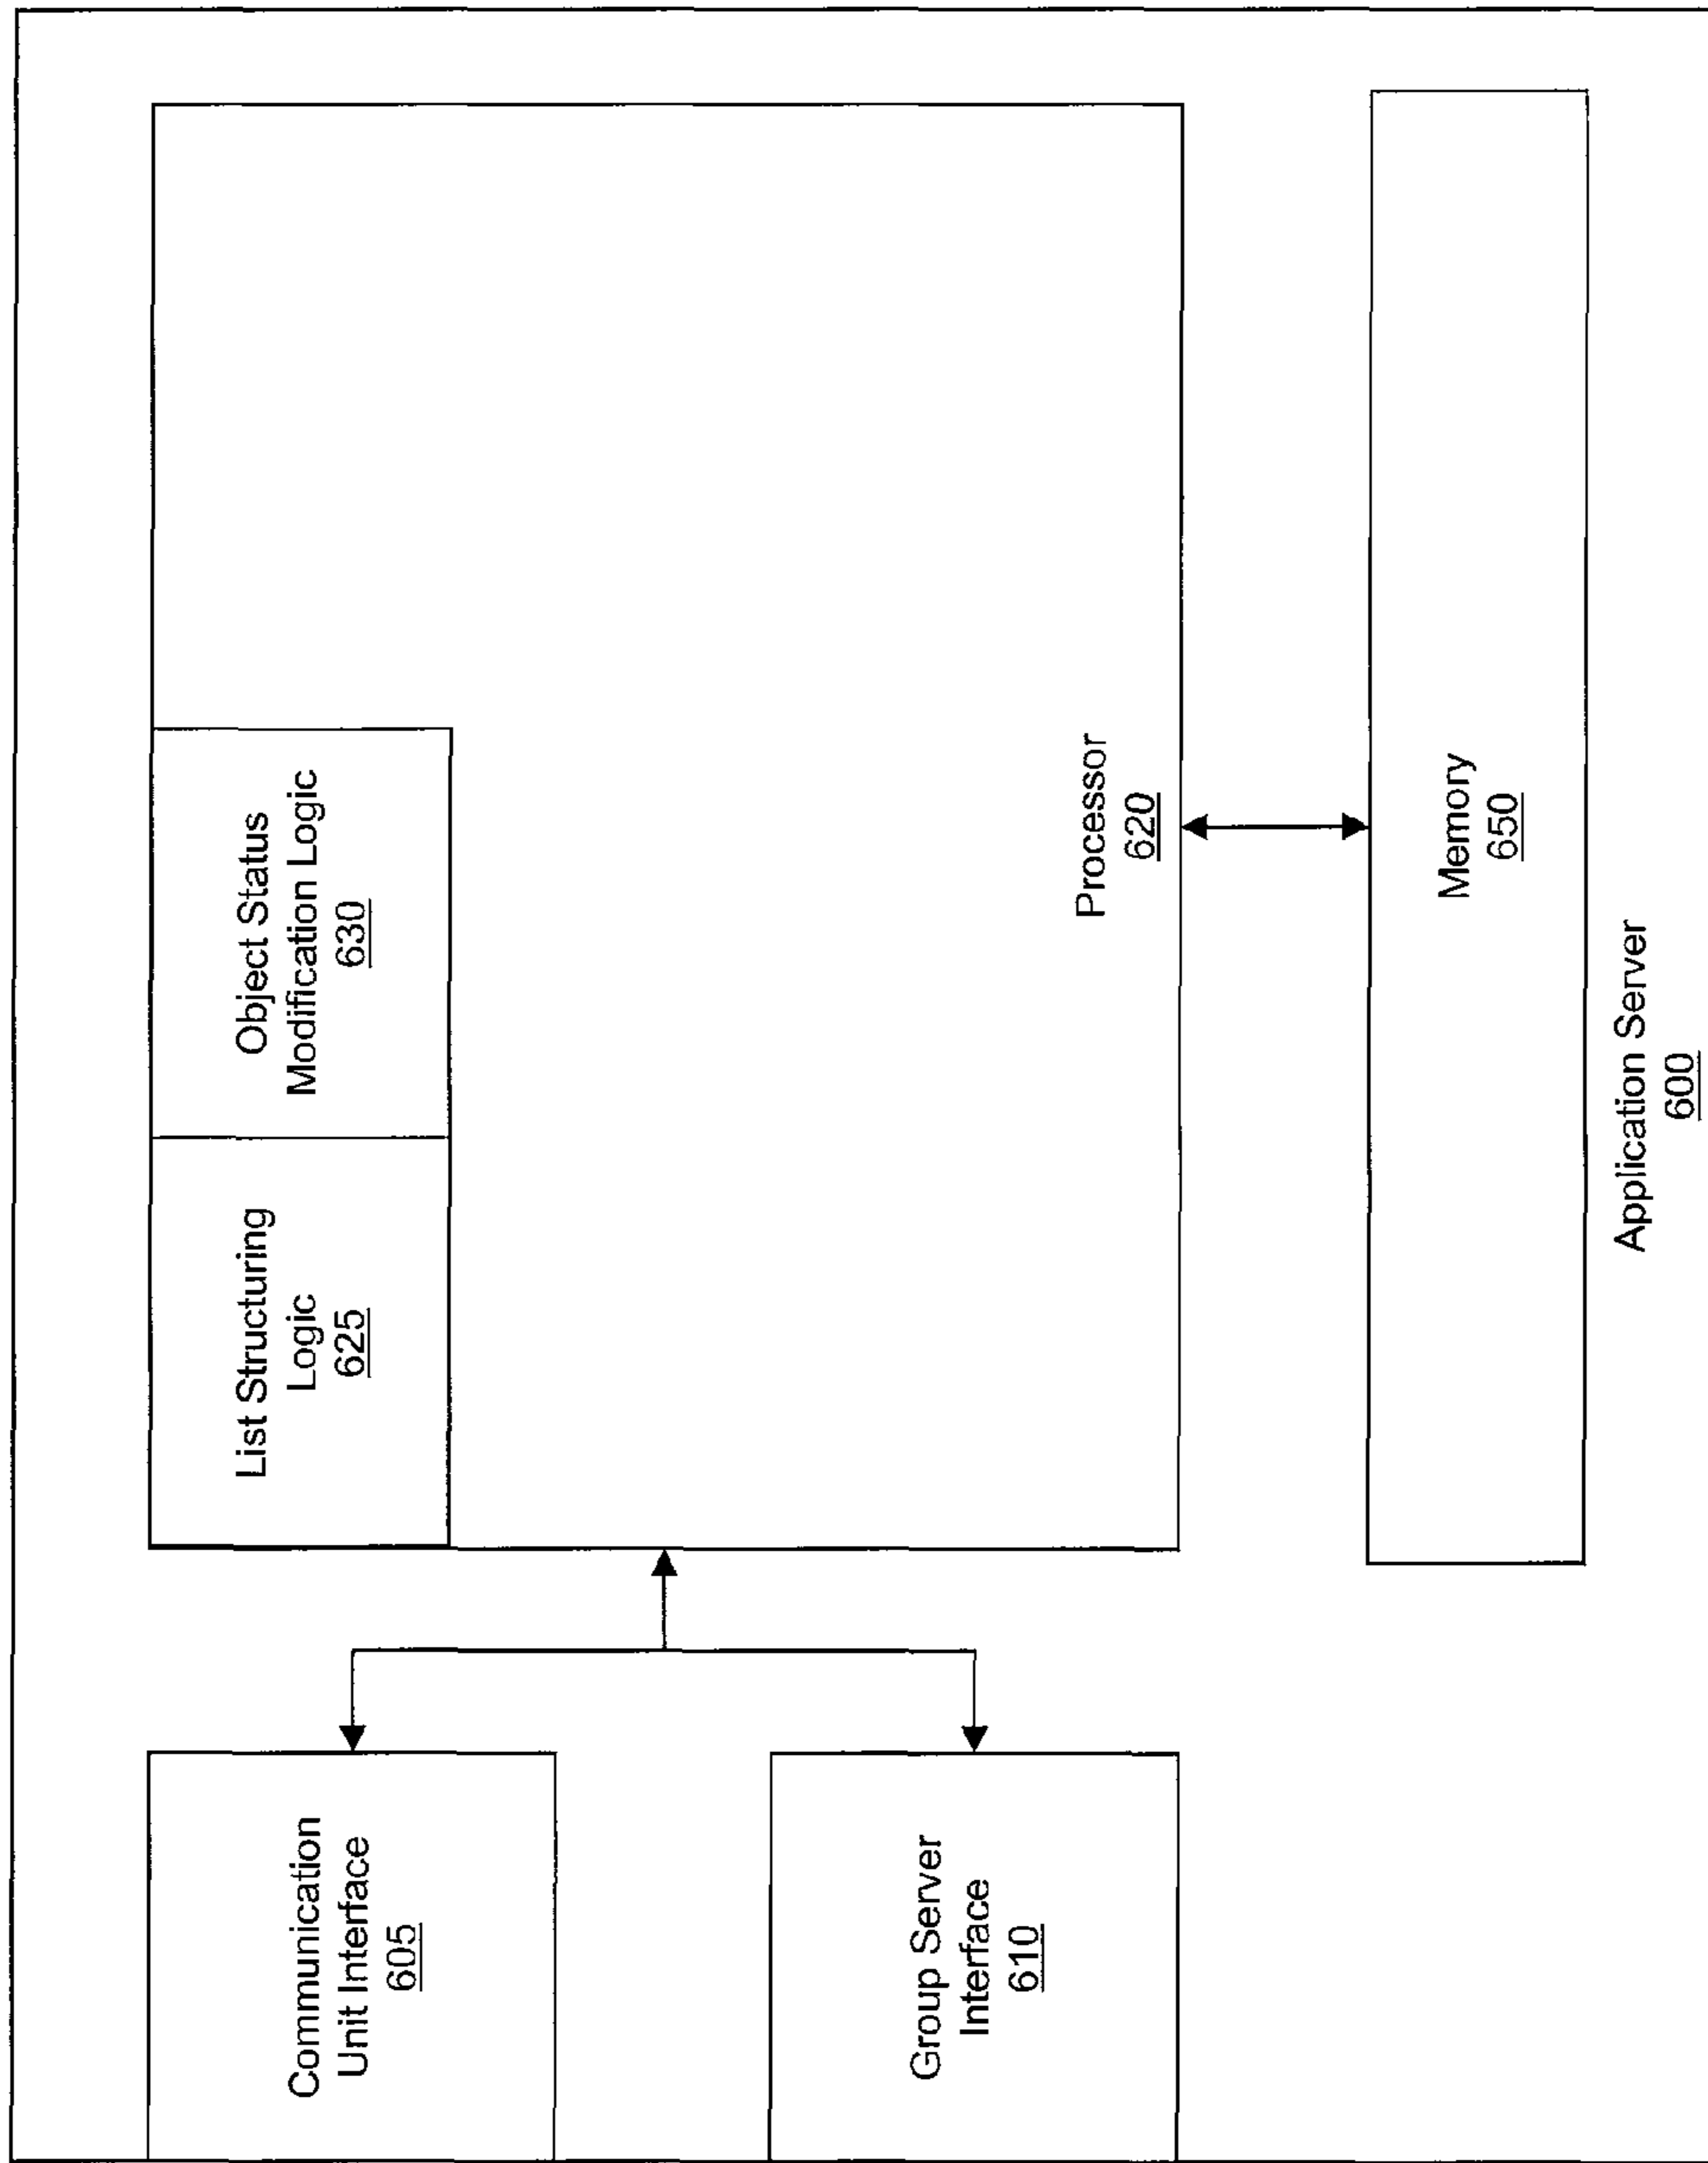 Communication
Unit Interface
605
Group Server
Interface
610
List Structuring
Logic
625
Object Status
Modification Logic
630
Processor
620
Memory
650
Application Server
600